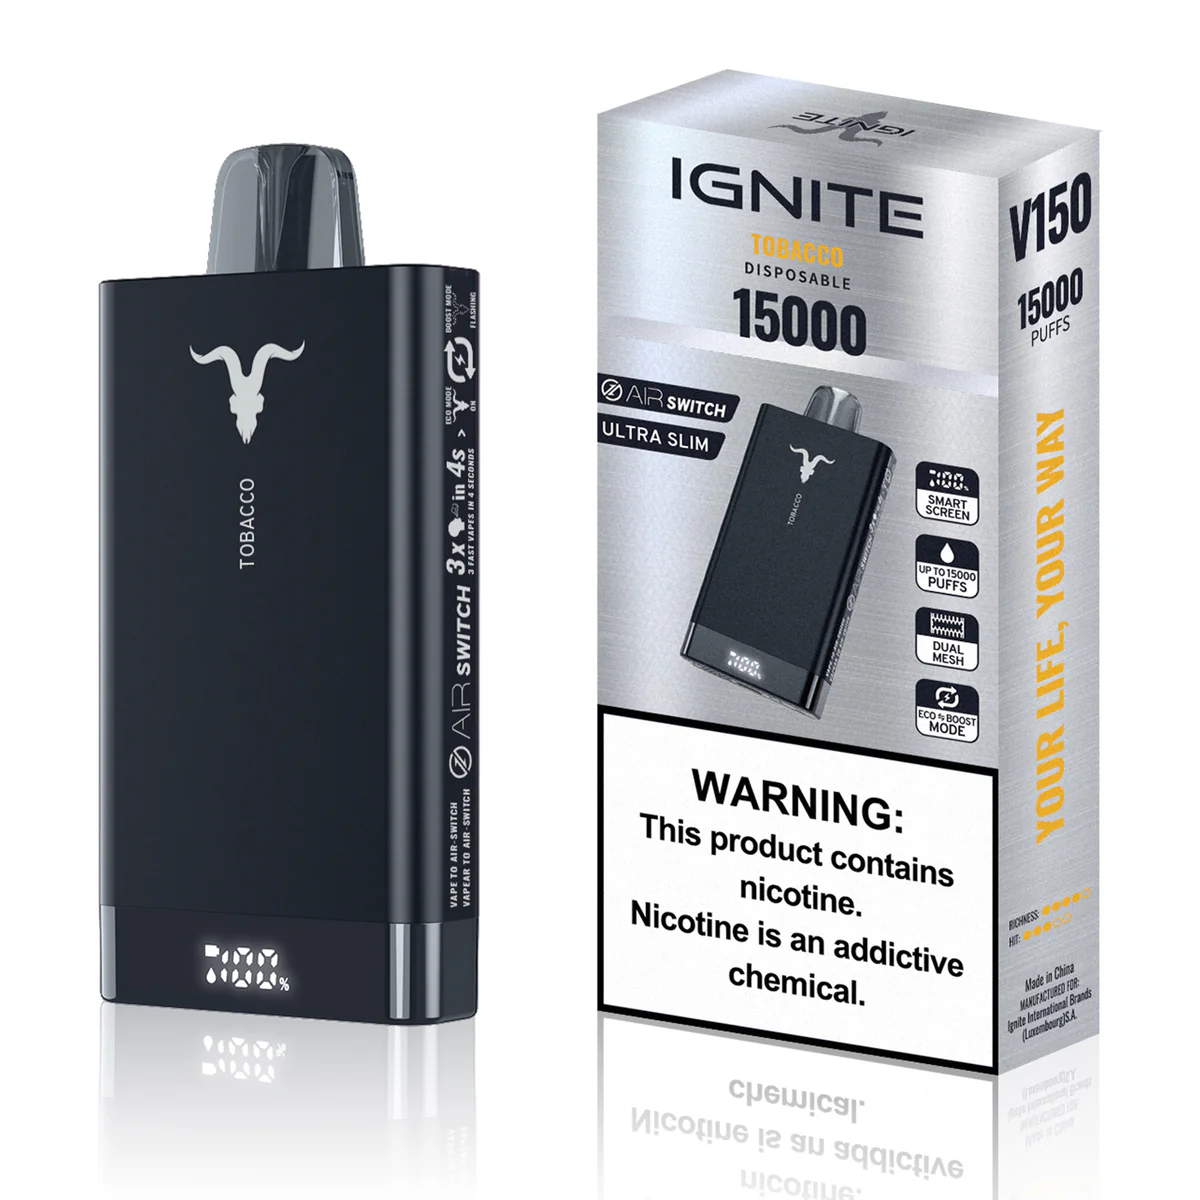 TOBACCO
BOOST MODE
FLASHING
ECO MODE
ON
3x in 4s >
3 FAST VAPES IN 4 SECONDS
AIR SWITCH
VAPE TO AIR-SWITCH
VAPEAR TO AIR-SWITCH
100%
IGNITE
IGNITE
TOBACCO
DISPOSABLE
15000
AIR SWITCH
ULTRA SLIM
TOBACCO
100%
100%
SMART
SCREEN
UP TO 15000
PUFFS
DUAL
MESH
ECO BOOST
MODE
WARNING:
This product contains
nicotine.
Nicotine is an addictive
chemical.
V150
15000
PUFFS
YOUR LIFE, YOUR WAY
RICHNESS:
HIT:
Made in China
MANUFACTURED FOR:
Ignite International Brands
(Luxembourg)S.A.